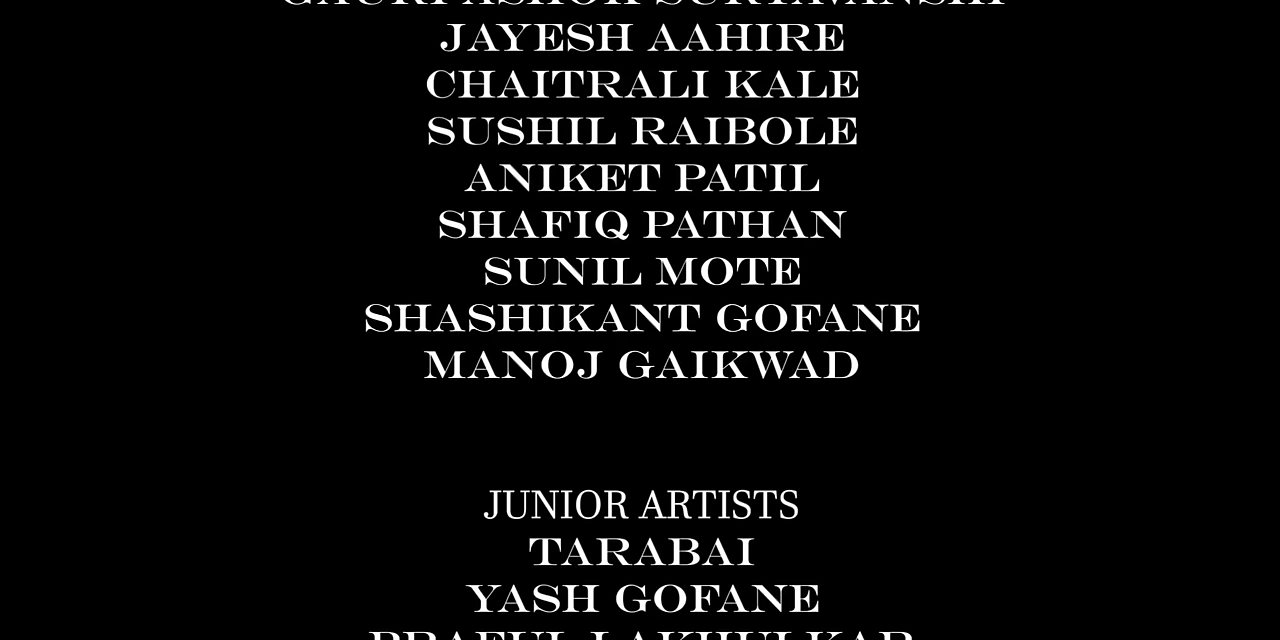 JAYESH AAHIRE
CHAITRALI KALE
SUSHIL RAIBOLE
ANIKET PATIL
SHAFIQ PATHAN
SUNIL MOTE
SHASHIKANT GOFANE
MANOJ GAIKWAD
JUNIOR ARTISTS
TARABAI
YASH GOFANE